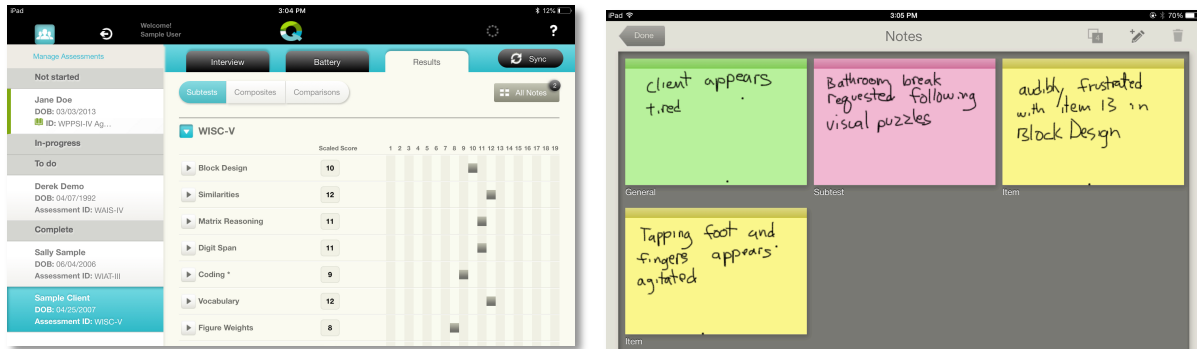 iPad
3:04 PM
12%
Welcome!
Sample User
Q
?
Manage Assessments
Not started
Jane Doe
DOB: 03/03/2013
ID: WPPSI-IV Ag...
In-progress
To do
Derek Demo
DOB: 04/07/1992
Assessment ID: WAIS-IV
Complete
Sally Sample
DOB: 06/04/2006
Assessment ID: WIAT-III
Sample Client
DOB: 04/25/2007
Assessment ID: WISC-V
Interview
Battery
Results
Sync
Subtests
Composites
Comparisons
All Notes
2
WISC-V
Scaled Score
1 2 3 4 5 6 7 8 9 10 11 12 13 14 15 16 17 18 19
Block Design 10
Similarities 12
Matrix Reasoning 11
Digit Span 11
Coding * 9
Vocabulary 12
Figure Weights 8
iPad
3:05 PM
70%
Done
Notes
4
client appears
tired
General
Bathroom break
requested following
visual puzzles
Subtest
audibly frustrated
with item 13 in
Block Design
Item
Tapping foot and
fingers appears
agitated
Item